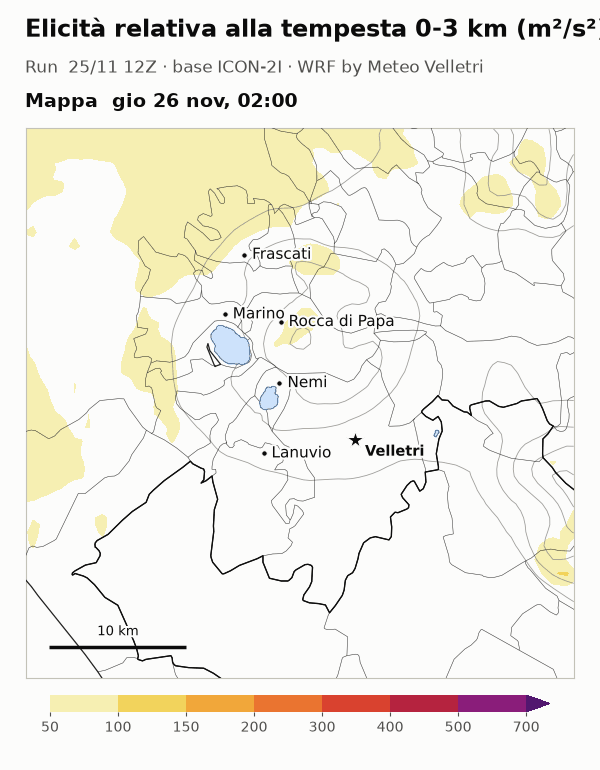 Elicità relativa alla tempesta 0-3 km (m²/s²)
Run  25/11 12Z · base ICON-2I · WRF by Meteo Velletri
Mappa  gio 26 nov, 02:00
Frascati
Marino
Rocca di Papa
Nemi
Velletri
Lanuvio
10 km
50 100 150 200 300 400 500 700